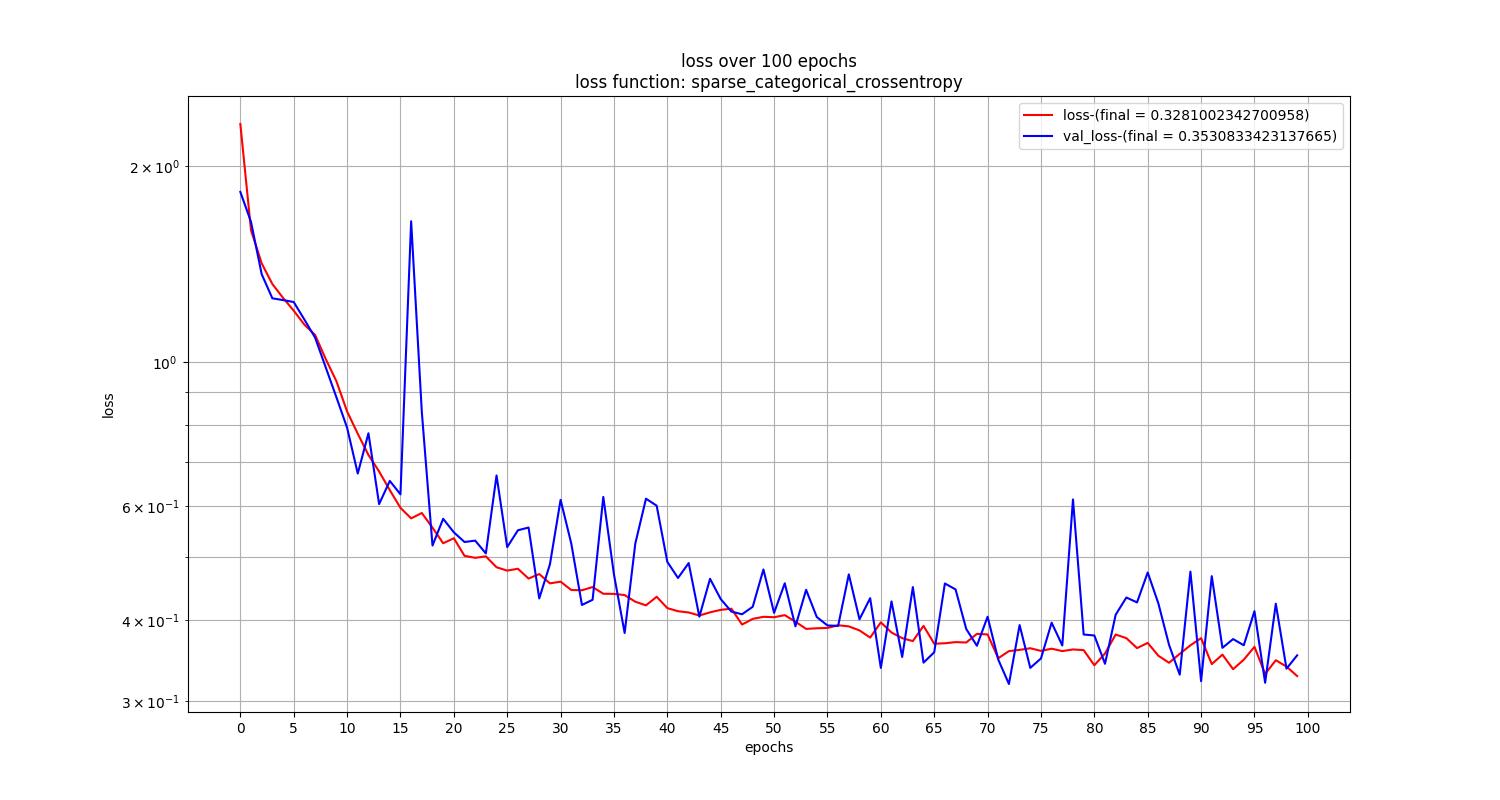 loss over 100 epochs
loss function: sparse_categorical_crossentropy
loss-(final = 0.3281002342700958)
val_loss-(final = 0.3530833423137665)
2 × 10⁰
10⁰
6 × 10⁻¹
4 × 10⁻¹
3 × 10⁻¹
loss
0 5 10 15 20 25 30 35 40 45 50 55 60 65 70 75 80 85 90 95 100
epochs